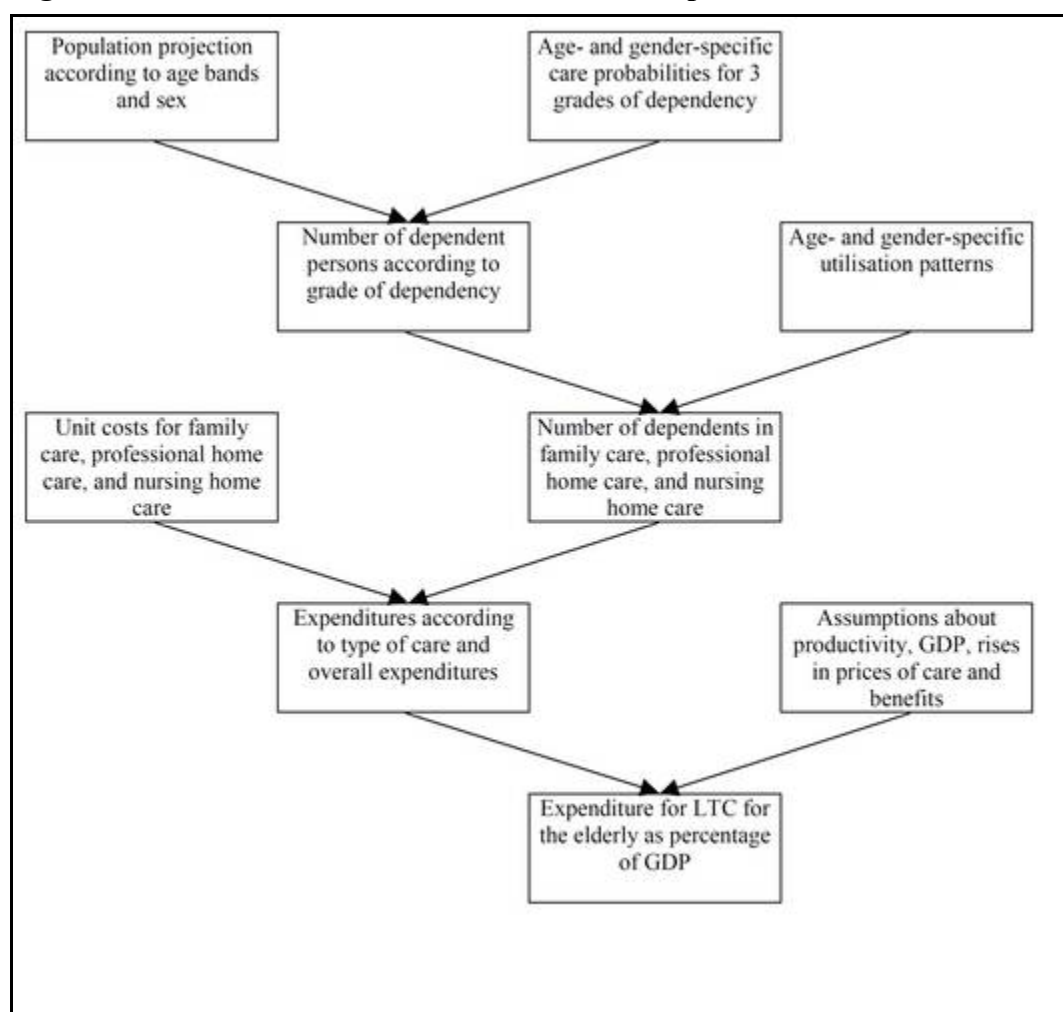 Population projection
according to age bands
and sex
Age- and gender-specific
care probabilities for 3
grades of dependency
Number of dependent
persons according to
grade of dependency
Age- and gender-specific
utilisation patterns
Unit costs for family
care, professional home
care, and nursing home
care
Number of dependents in
family care, professional
home care, and nursing
home care
Expenditures according
to type of care and
overall expenditures
Assumptions about
productivity, GDP, rises
in prices of care and
benefits
Expenditure for LTC for
the elderly as percentage
of GDP